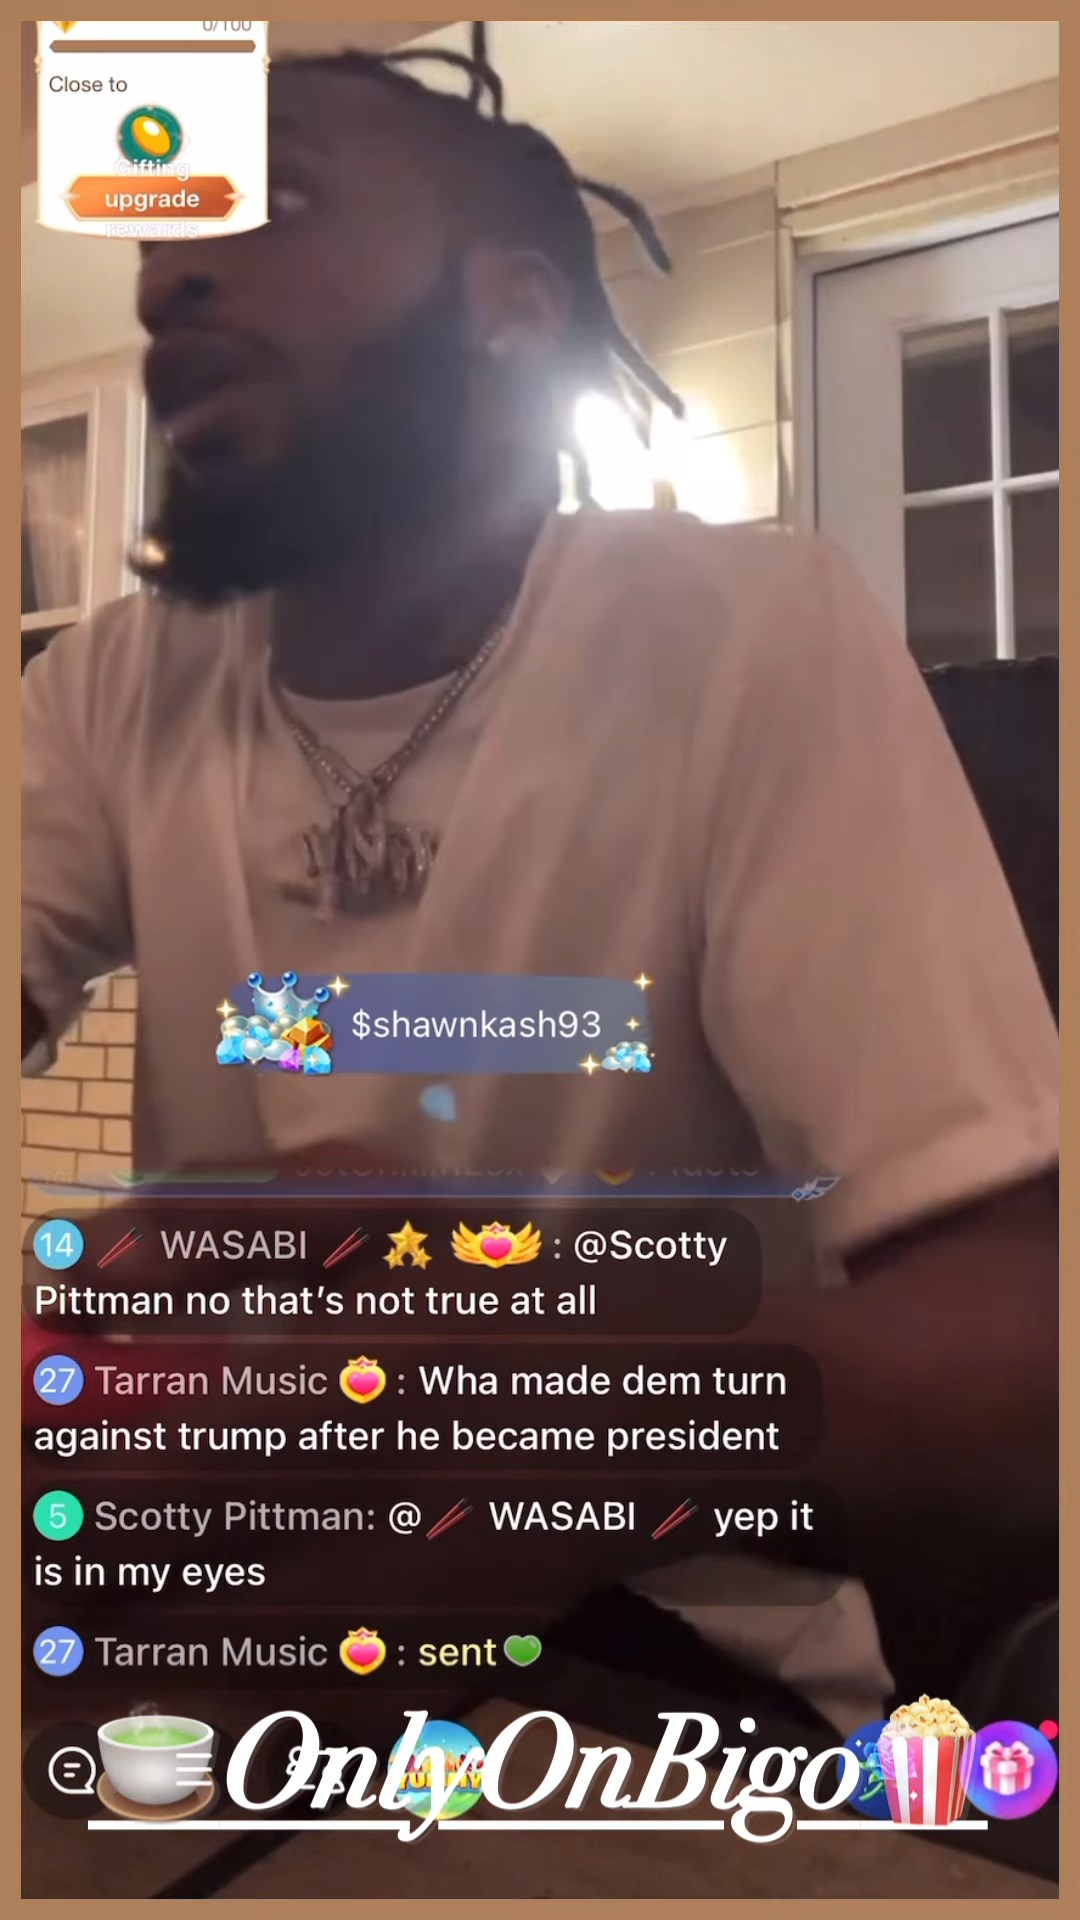 0/100
Close to
Gifting
upgrade
rewards
$shawnkash93
14 WASABI : @Scotty
Pittman no that's not true at all
27 Tarran Music : Wha made dem turn
against trump after he became president
5 Scotty Pittman: @ WASABI yep it
is in my eyes
27 Tarran Music : sent
OnlyOnBigo